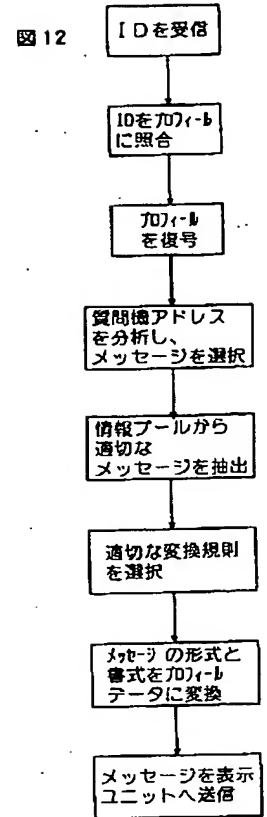 図12
IDを受信
IDをプロフィール
に照合
プロフィール
を復号
質問機アドレス
を分析し、
メッセージを選択
情報プールから
適切な
メッセージを抽出
適切な変換規則
を選択
メッセージの形式と
書式をプロフィール
データに変換
メッセージを表示
ユニットへ送信